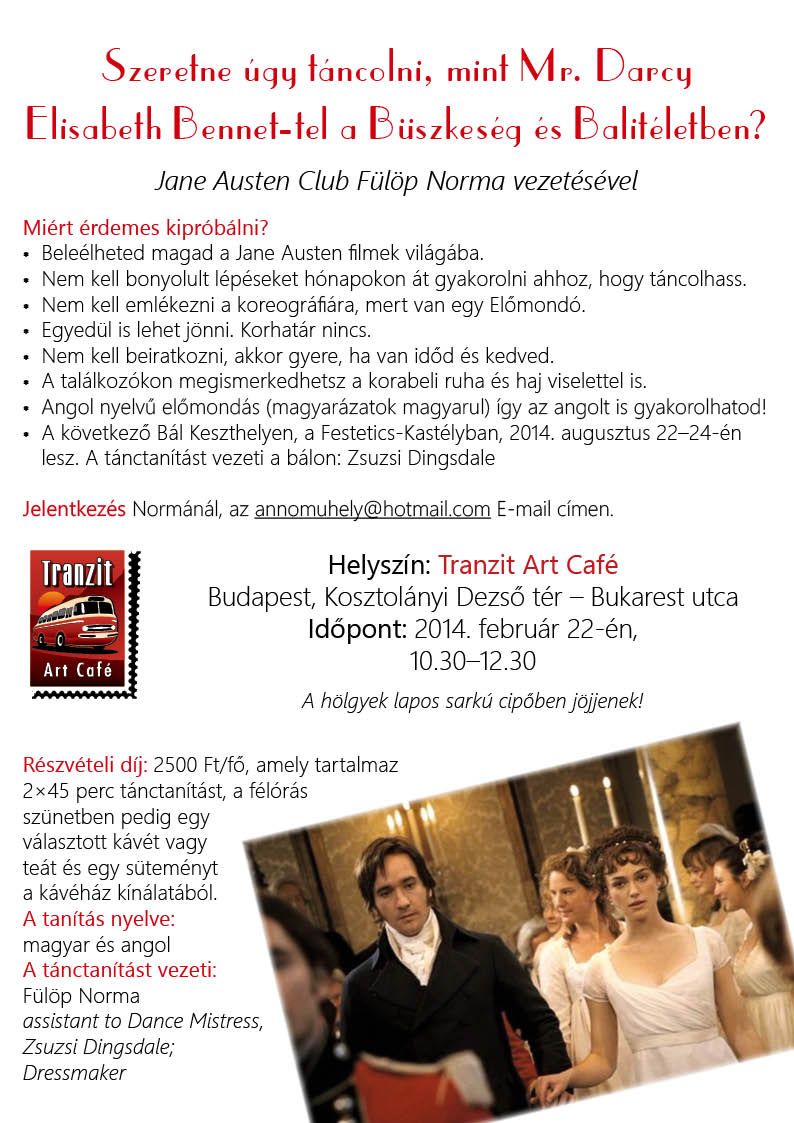 Szeretne úgy táncolni, mint Mr. Darcy
Elisabeth Bennet-tel a Büszkeség és Balitéletben?
Jane Austen Club Fülöp Norma vezetésével
Miért érdemes kipróbálni?
• Beleélheted magad a Jane Austen filmek világába.
• Nem kell bonyolult lépéseket hónapokon át gyakorolni ahhoz, hogy táncolhass.
• Nem kell emlékezni a koreográfiára, mert van egy Előmondó.
• Egyedül is lehet jönni. Korhatár nincs.
• Nem kell beiratkozni, akkor gyere, ha van időd és kedved.
• A találkozókon megismerkedhetsz a korabeli ruha és haj viselettel is.
• Angol nyelvű előmondás (magyarázatok magyarul) így az angolt is gyakorolhatod!
• A következő Bál Keszthelyen, a Festetics-Kastélyban, 2014. augusztus 22–24-én
lesz. A tánctanítást vezeti a bálon: Zsuzsi Dingsdale
Jelentkezés Normánál, az annomuhely@hotmail.com E-mail címen.
Tranzit
Art Café
Helyszín: Tranzit Art Café
Budapest, Kosztolányi Dezső tér – Bukarest utca
Időpont: 2014. február 22-én,
10.30–12.30
A hölgyek lapos sarkú cipőben jöjjenek!
Részvételi díj: 2500 Ft/fő, amely tartalmaz
2×45 perc tánctanítást, a félórás
szünetben pedig egy
választott kávét vagy
teát és egy süteményt
a kávéház kínálatából.
A tanítás nyelve:
magyar és angol
A tánctanítást vezeti:
Fülöp Norma
assistant to Dance Mistress,
Zsuzsi Dingsdale;
Dressmaker